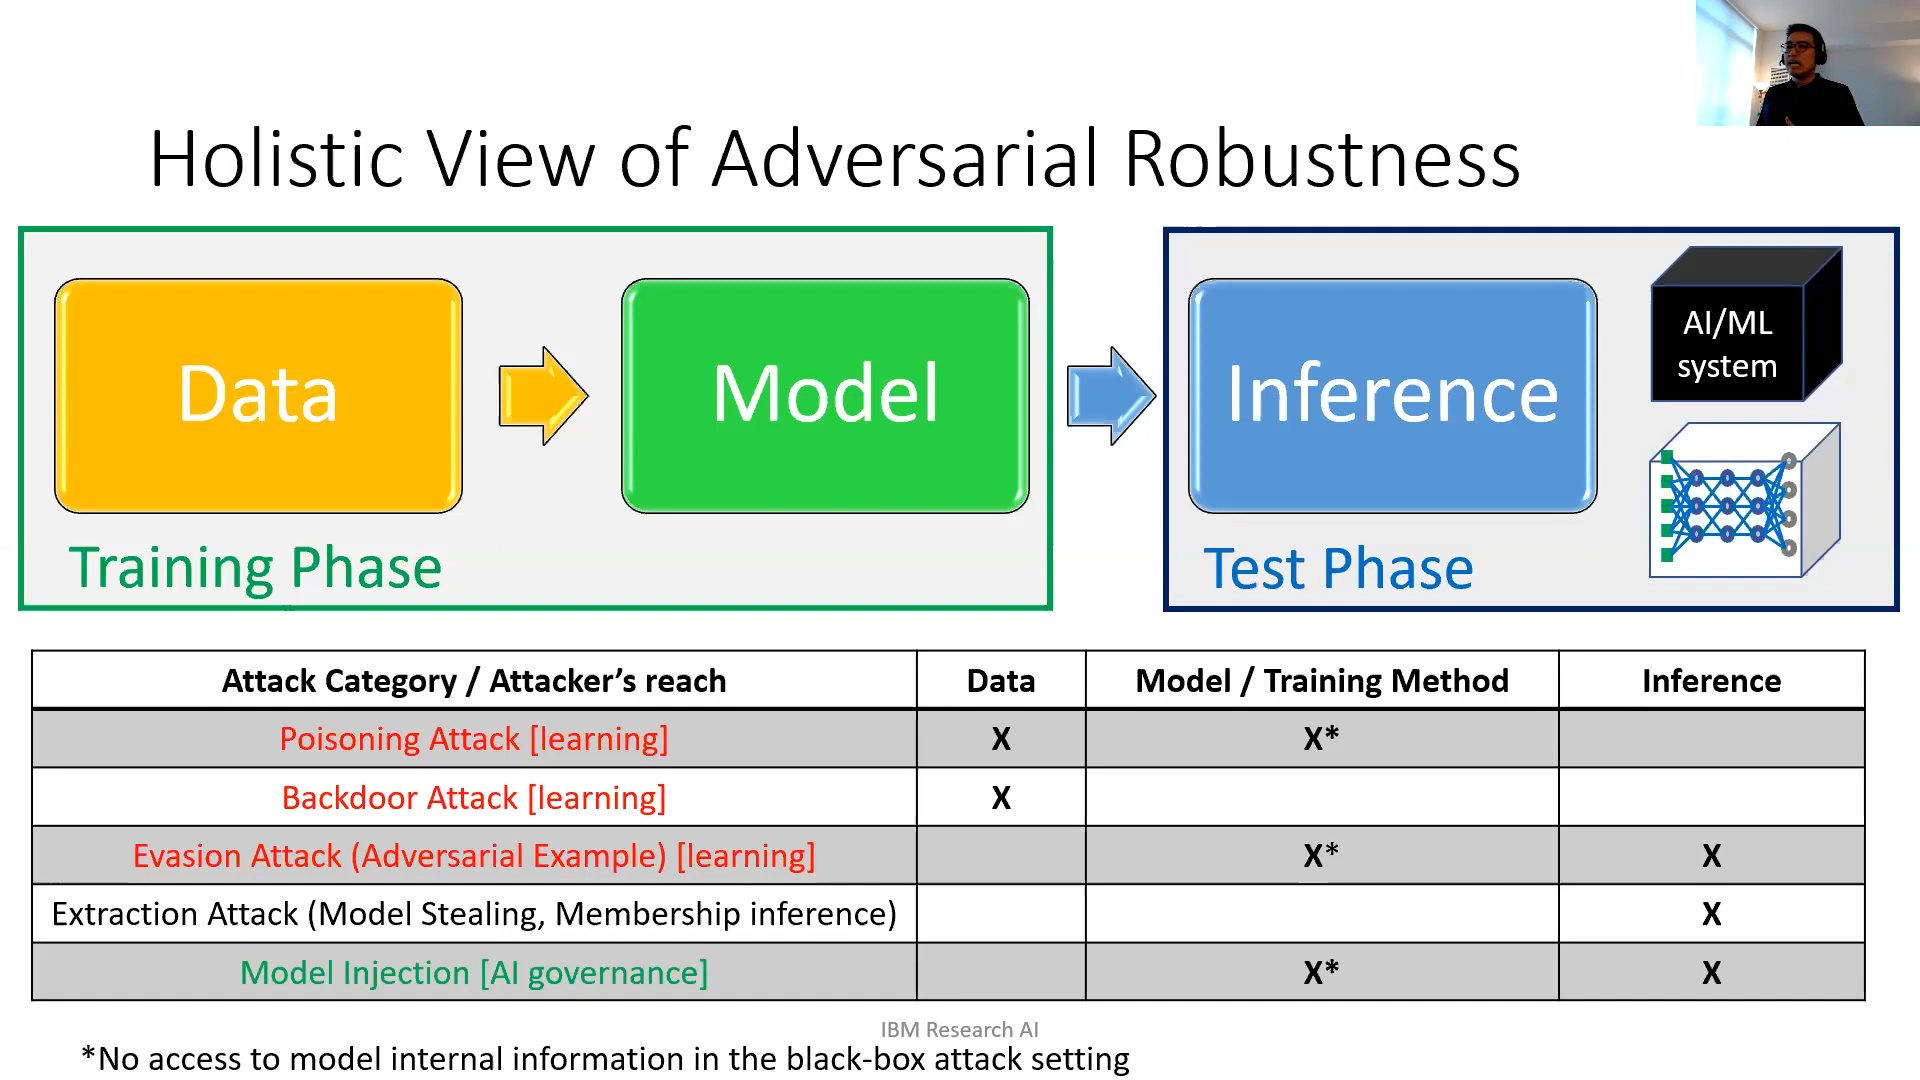 Holistic View of Adversarial Robustness
Data
Model
Inference
AI/ML
system
Training Phase
Test Phase
Attack Category / Attacker's reach Data Model / Training Method Inference
Poisoning Attack [learning] X X*
Backdoor Attack [learning] X
Evasion Attack (Adversarial Example) [learning] X* X
Extraction Attack (Model Stealing, Membership inference) X
Model Injection [AI governance] X* X
IBM Research AI
*No access to model internal information in the black-box attack setting